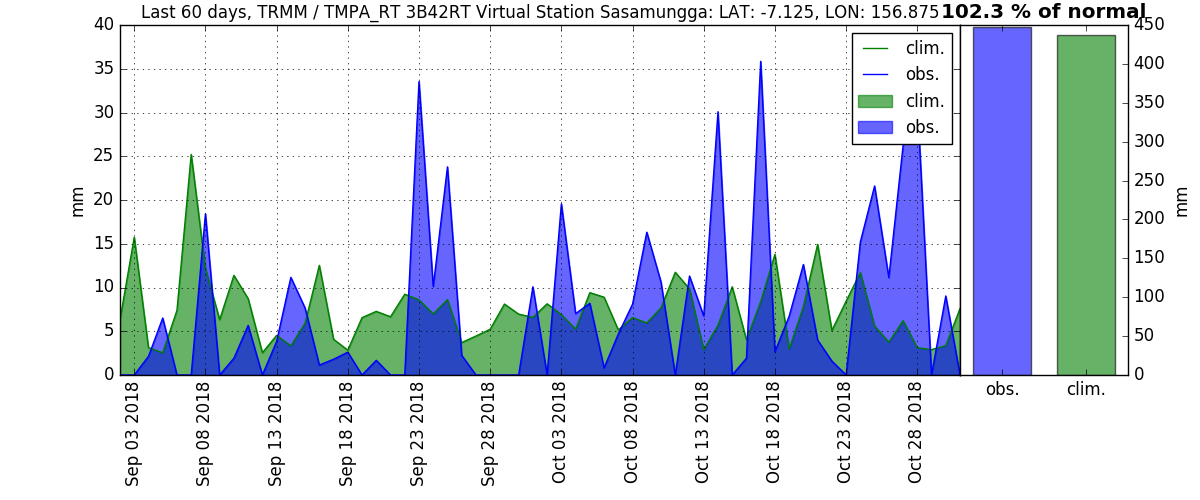 Last 60 days, TRMM / TMPA_RT 3B42RT Virtual Station Sasamungga: LAT: -7.125, LON: 156.875
102.3 % of normal
40
35
30
25
20
15
10
5
0
mm
clim.
obs.
clim.
obs.
Sep 03 2018
Sep 08 2018
Sep 13 2018
Sep 18 2018
Sep 23 2018
Sep 28 2018
Oct 03 2018
Oct 08 2018
Oct 13 2018
Oct 18 2018
Oct 23 2018
Oct 28 2018
450
400
350
300
250
200
150
100
50
0
mm
obs.
clim.